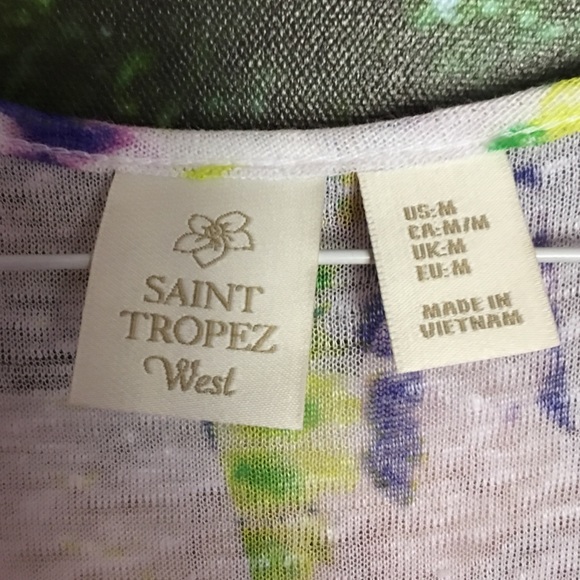 SAINT
TROPEZ
West
US:M
CA:M/M
UK:M
EU:M
MADE IN
VIETNAM